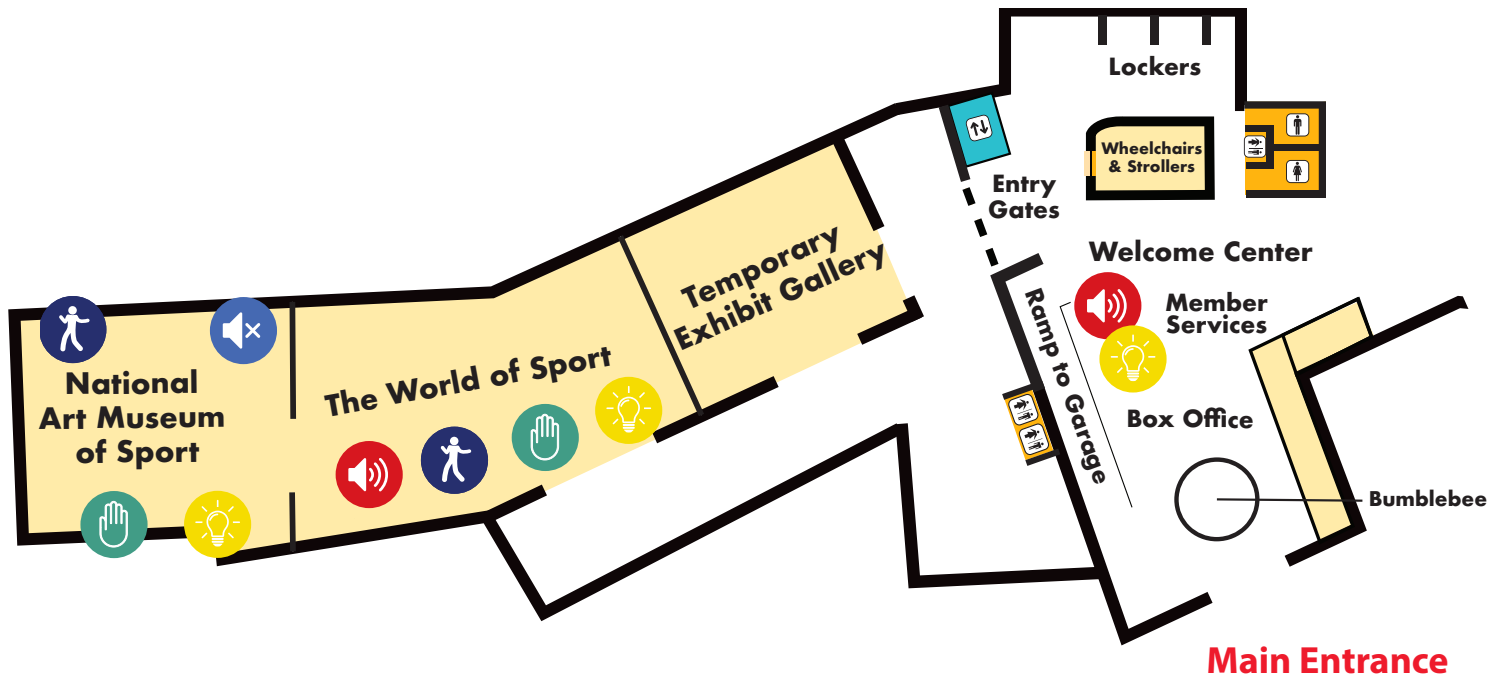 Lockers
Wheelchairs
& Strollers
Entry
Gates
Welcome Center
Member
Services
Ramp to Garage
Box Office
Bumblebee
Temporary
Exhibit Gallery
The World of Sport
National
Art Museum
of Sport
Main Entrance